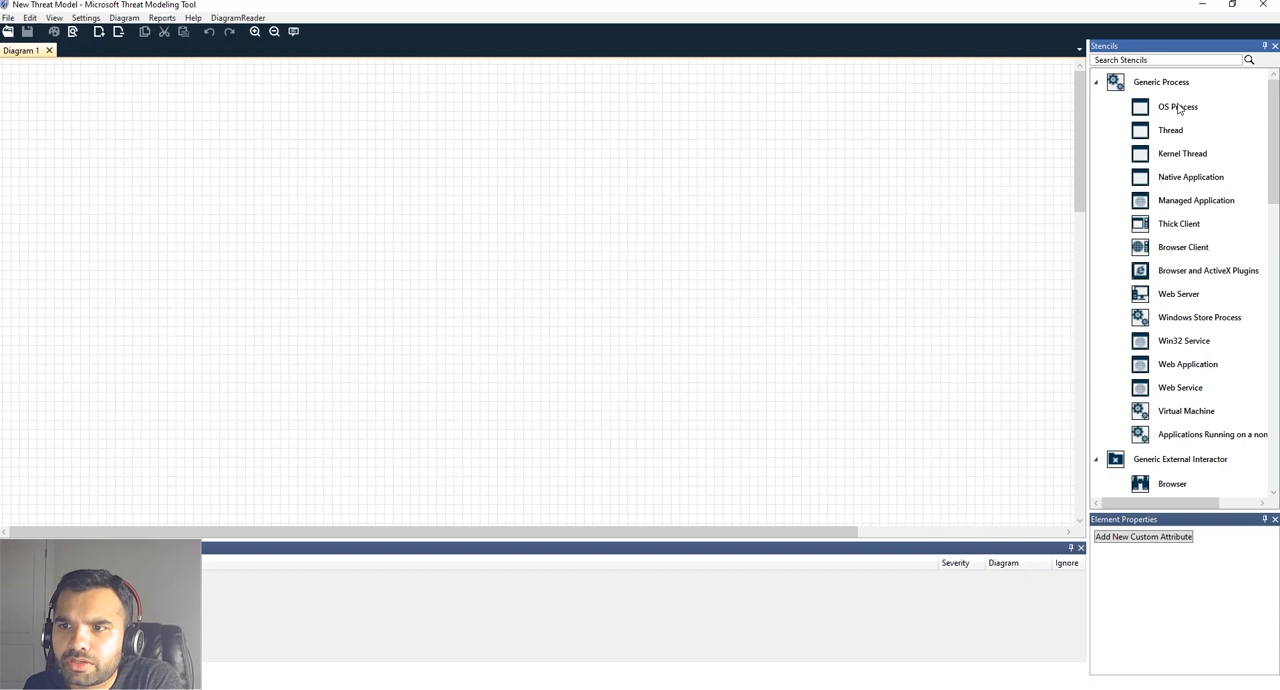 New Threat Model - Microsoft Threat Modeling Tool
File Edit View Settings Diagram Reports Help DiagramReader
Diagram 1
Stencils
Search Stencils
Generic Process
OS Process
Thread
Kernel Thread
Native Application
Managed Application
Thick Client
Browser Client
Browser and ActiveX Plugins
Web Server
Windows Store Process
Win32 Service
Web Application
Web Service
Virtual Machine
Applications Running on a non
Generic External Interactor
Browser
Element Properties
Add New Custom Attribute
Severity Diagram Ignore